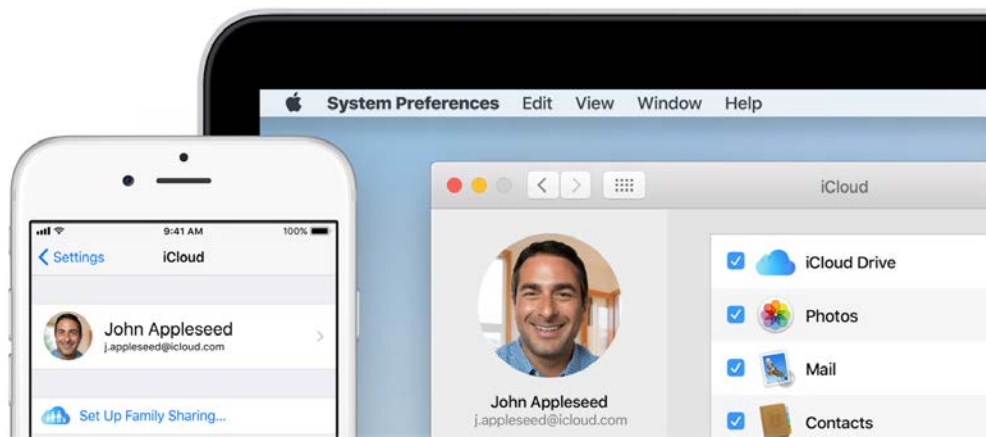 System Preferences Edit View Window Help
iCloud
iCloud Drive
Photos
Mail
Contacts
John Appleseed
j.appleseed@icloud.com
9:41 AM 100%
Settings iCloud
John Appleseed
j.appleseed@icloud.com
Set Up Family Sharing...